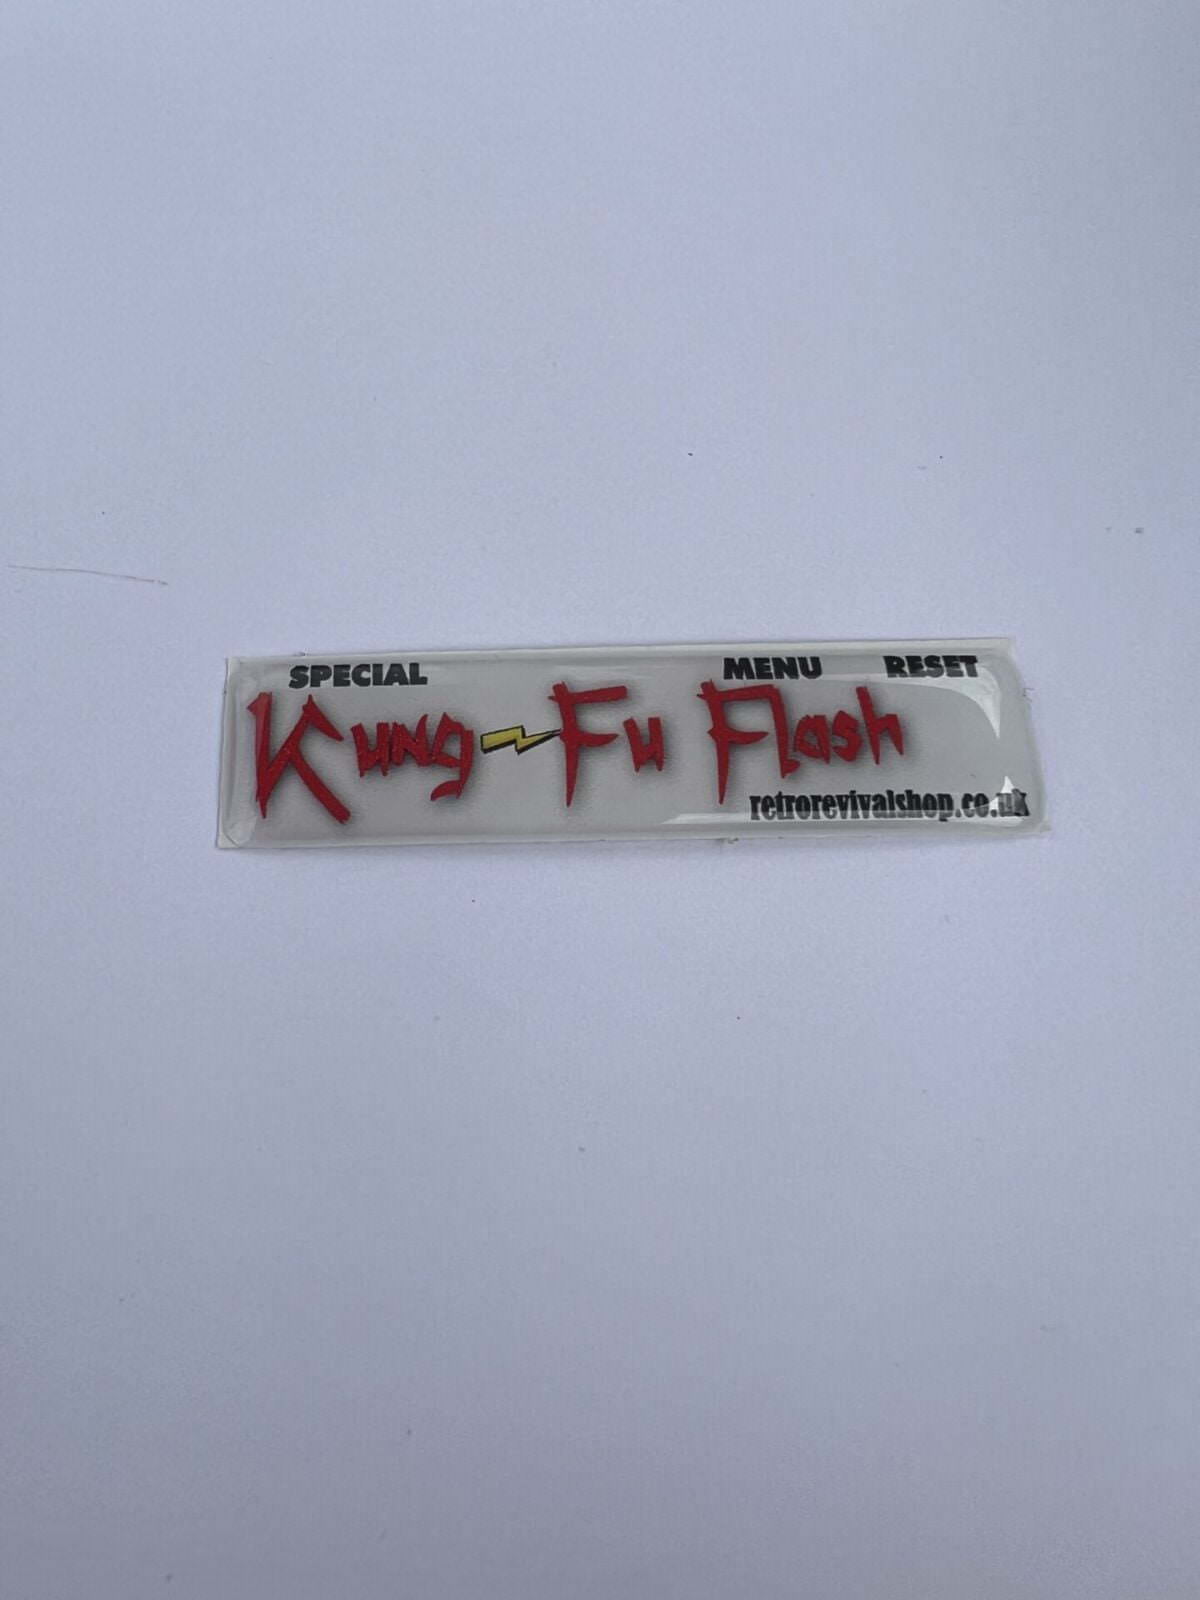 SPECIAL MENU RESET
Kung-Fu Flash
retrorevivalshop.co.uk